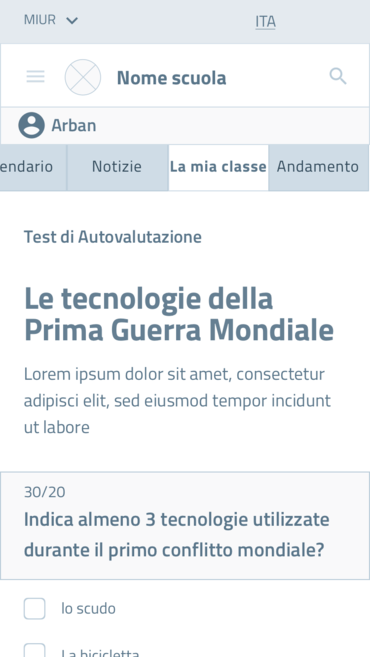 MIUR
ITA
Nome scuola
Arban
endario
Notizie
La mia classe
Andamento
Test di Autovalutazione
Le tecnologie della
Prima Guerra Mondiale
Lorem ipsum dolor sit amet, consectetur
adipisci elit, sed eiusmod tempor incidunt
ut labore
30/20
Indica almeno 3 tecnologie utilizzate
durante il primo conflitto mondiale?
lo scudo
La bicicletta